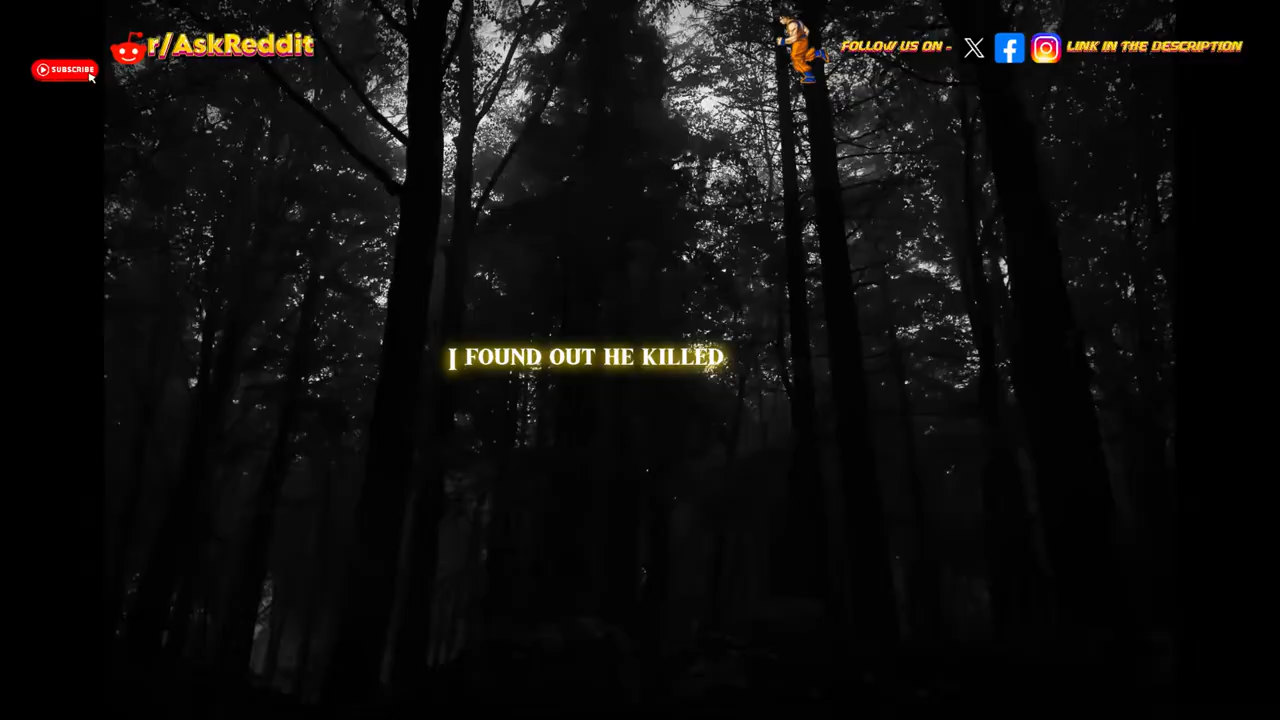 r/AskReddit
FOLLOW US ON -
LINK IN THE DESCRIPTION
SUBSCRIBE
I FOUND OUT HE KILLED